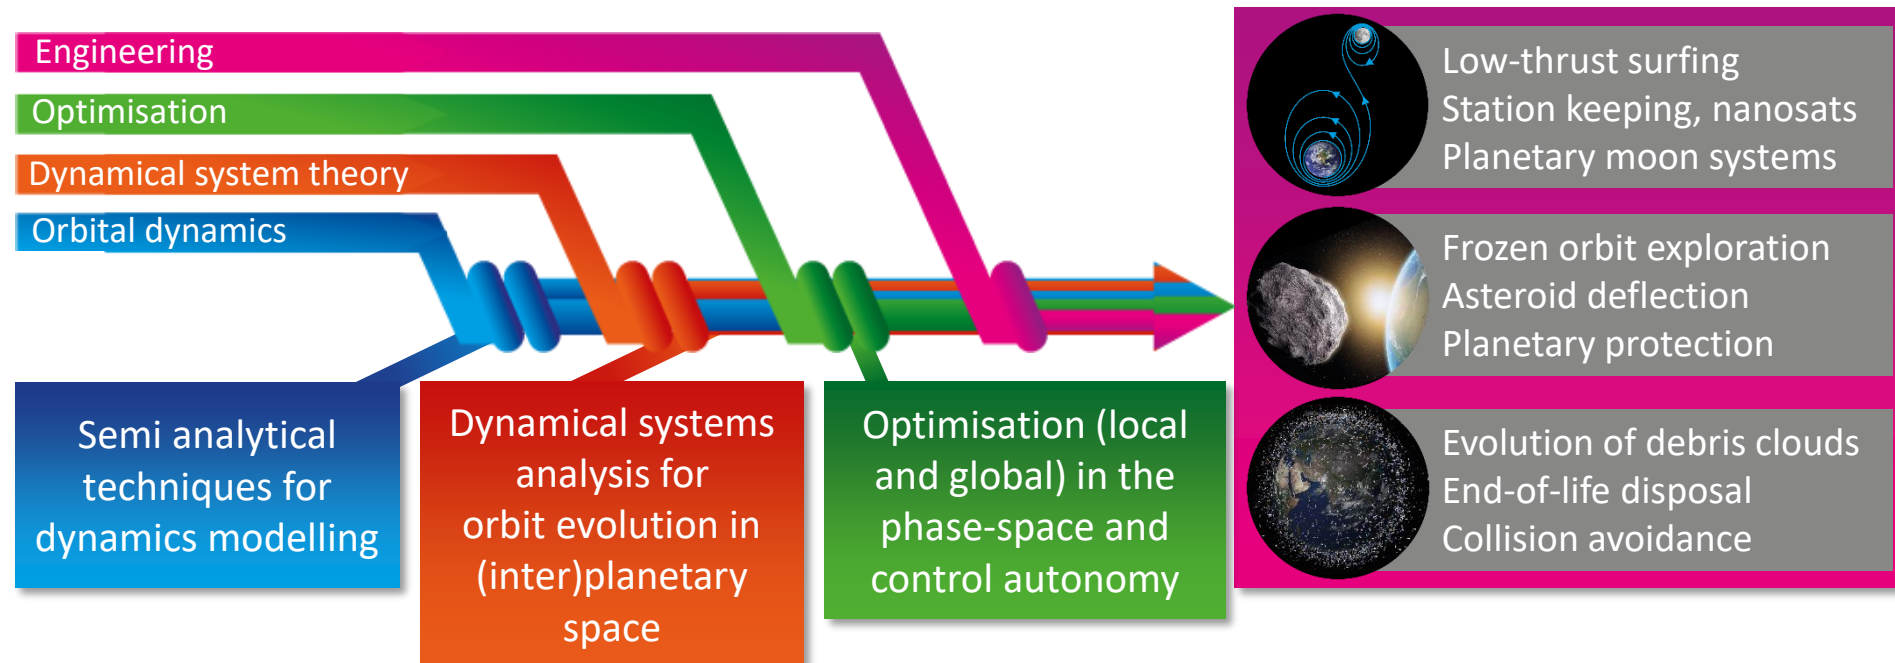 Engineering
Optimisation
Dynamical system theory
Orbital dynamics
Semi analytical
techniques for
dynamics modelling
Dynamical systems
analysis for
orbit evolution in
(inter)planetary
space
Optimisation (local
and global) in the
phase-space and
control autonomy
Low-thrust surfing
Station keeping, nanosats
Planetary moon systems
Frozen orbit exploration
Asteroid deflection
Planetary protection
Evolution of debris clouds
End-of-life disposal
Collision avoidance